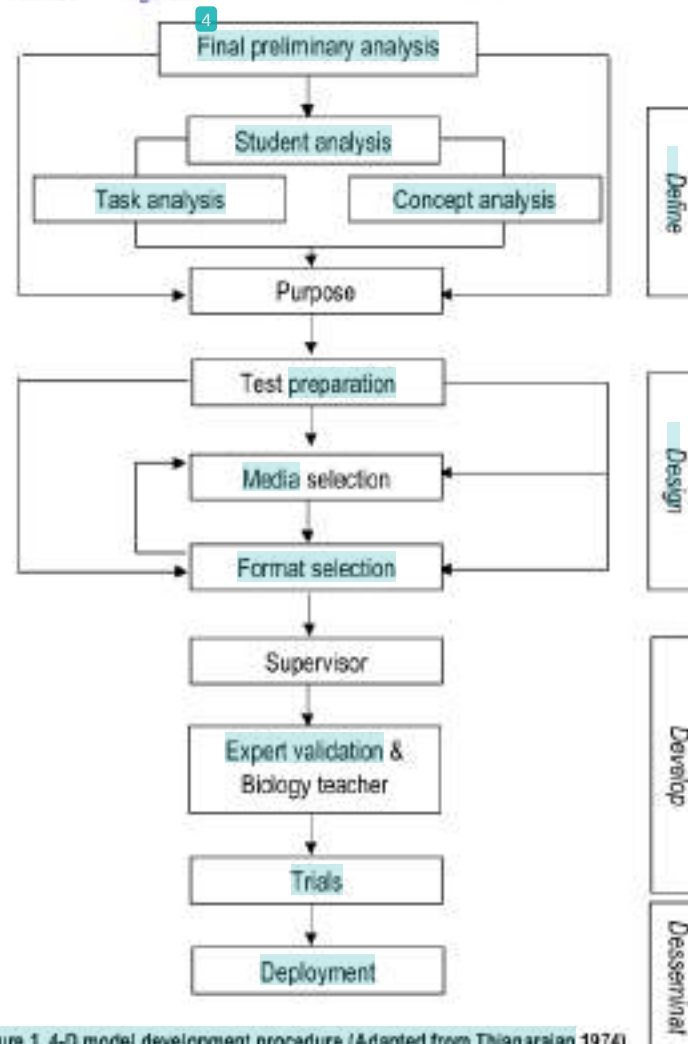 4
Final preliminary analysis
Student analysis
Task analysis
Concept analysis
Define
Purpose
Test preparation
Design
Media selection
Format selection
Supervisor
Develop
Expert validation &
Biology teacher
Trials
Desseminat
Deployment
ure 1. 4-D model development procedure (Adapted from Thiagarajan 1974)